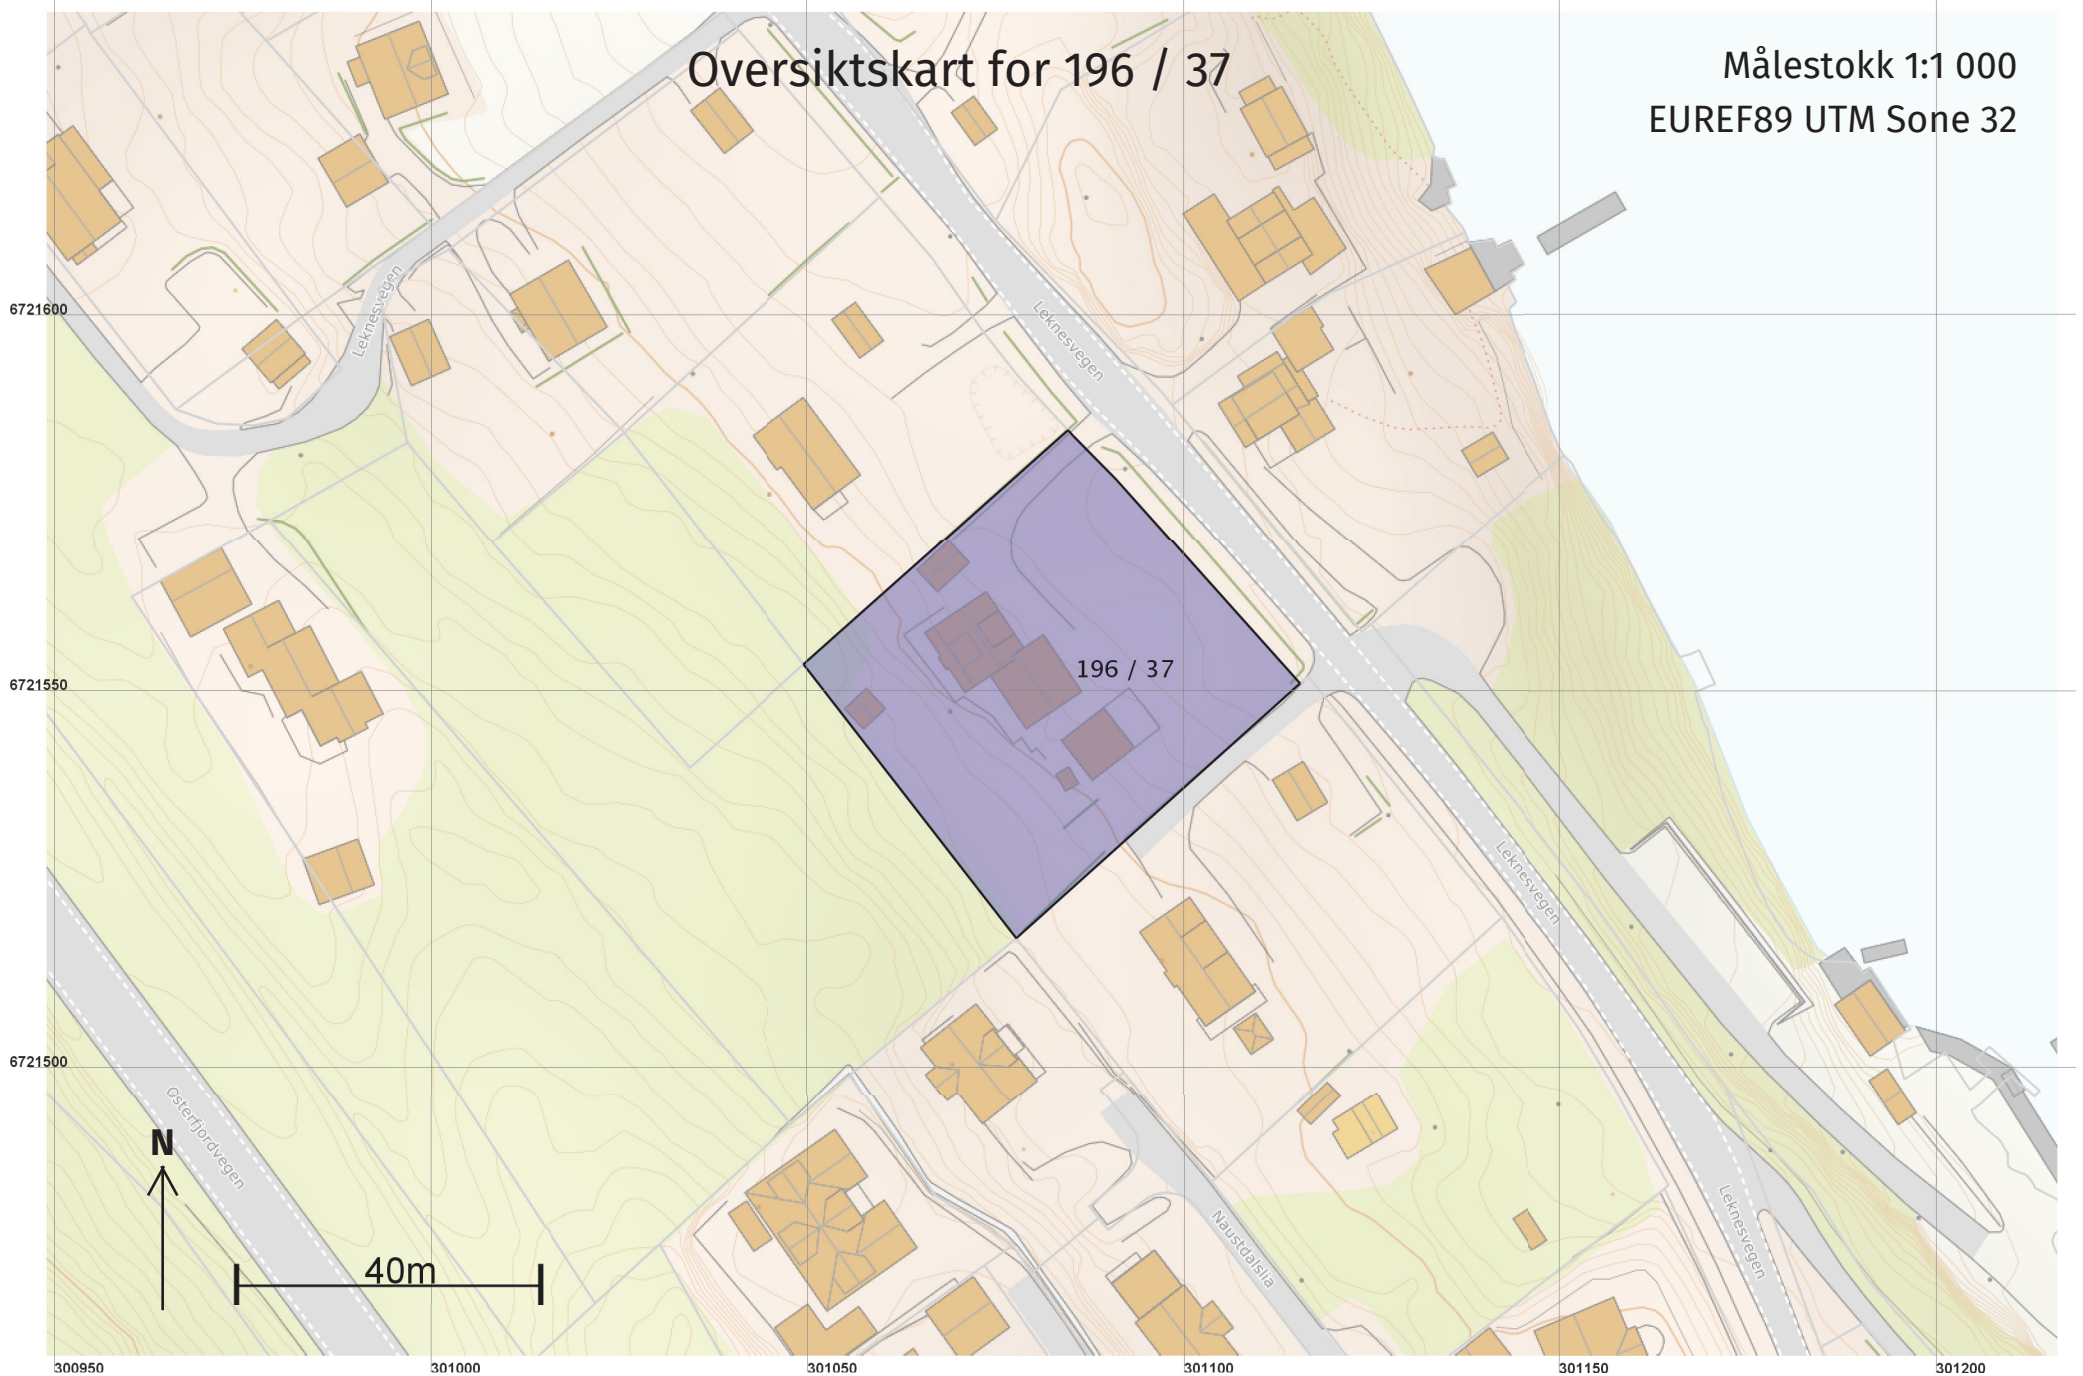 Oversiktskart for 196 / 37
Målestokk 1:1 000
EUREF89 UTM Sone 32
Leknesvegen
6721600
Leknesvegen
196 / 37
6721550
Leknesvegen
6721500
Osterfjordvegen
N
Leknesvegen
Naustdalslia
40m
300950
301000
301050
301100
301150
301200